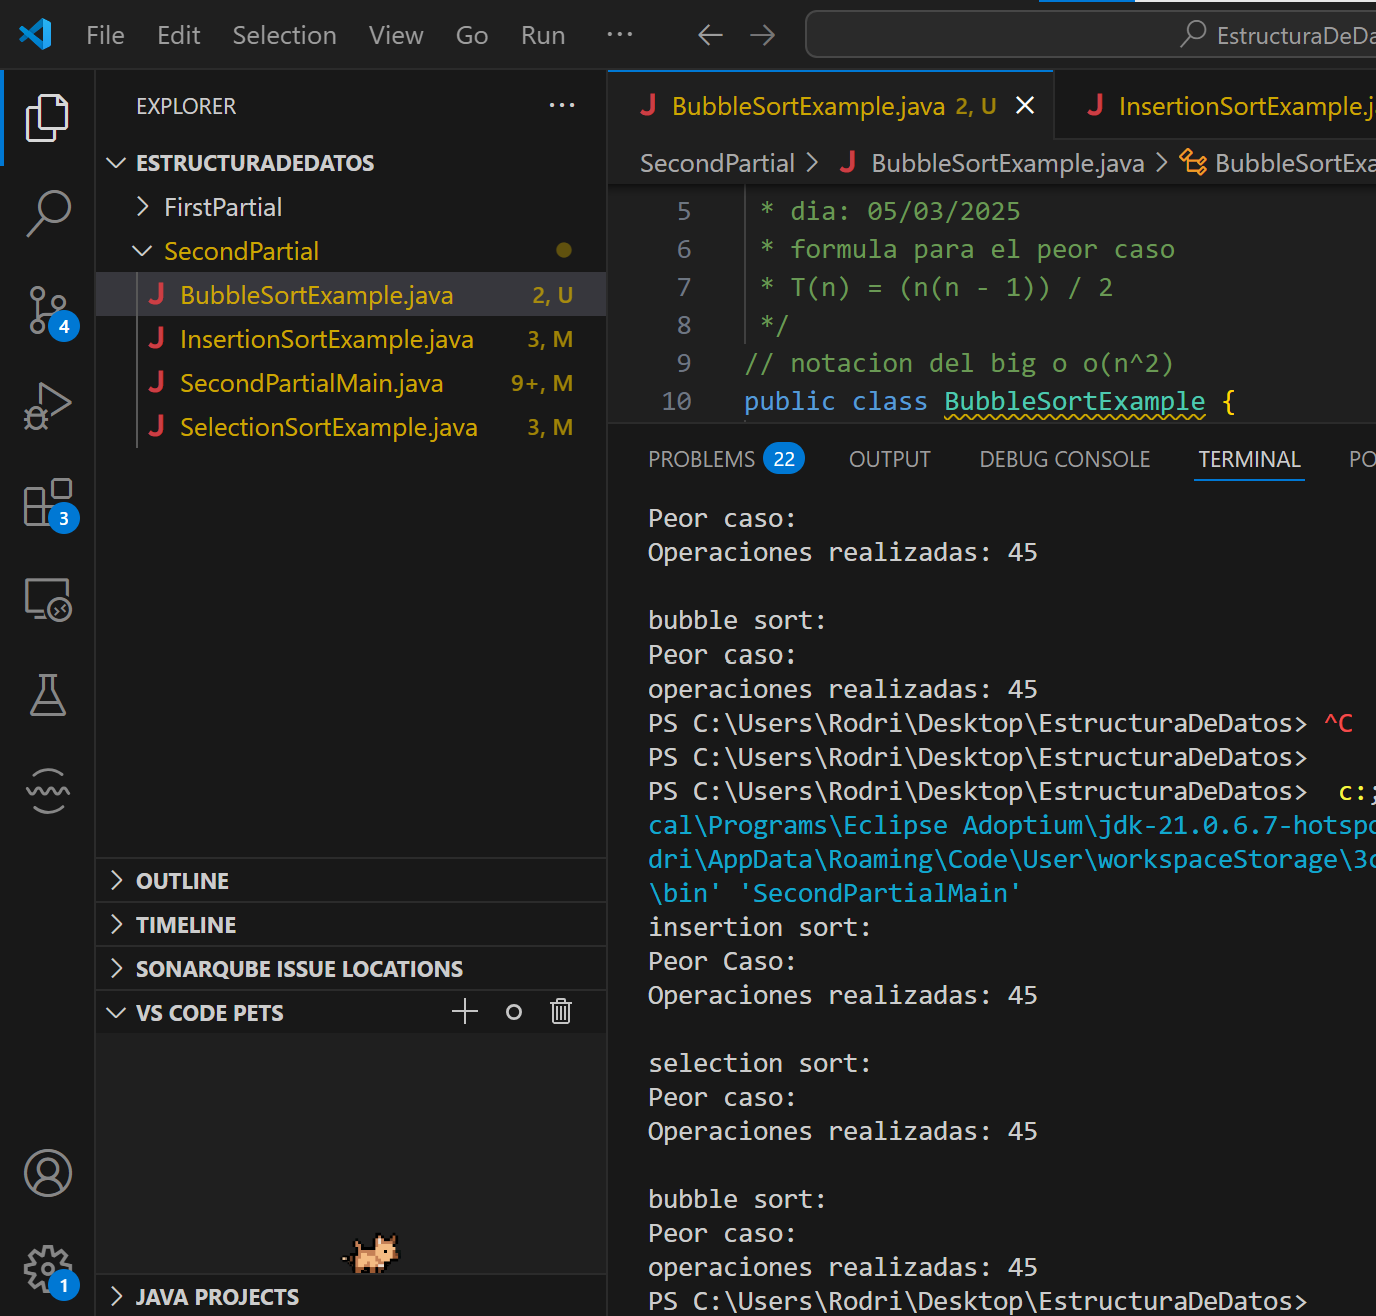 File Edit Selection View Go Run ··· EstructuraDeDa
EXPLORER ···
ESTRUCTURADEDATOS
FirstPartial
SecondPartial
J BubbleSortExample.java 2, U
J InsertionSortExample.java 3, M
J SecondPartialMain.java 9+, M
J SelectionSortExample.java 3, M
4
3
1
OUTLINE
TIMELINE
SONARQUBE ISSUE LOCATIONS
VS CODE PETS
JAVA PROJECTS
J BubbleSortExample.java 2, U J InsertionSortExample.j
SecondPartial > J BubbleSortExample.java > BubbleSortExa
5 * dia: 05/03/2025
6 * formula para el peor caso
7 * T(n) = (n(n - 1)) / 2
8 */
9 // notacion del big o o(n^2)
10 public class BubbleSortExample {
PROBLEMS 22 OUTPUT DEBUG CONSOLE TERMINAL PO
Peor caso:
Operaciones realizadas: 45
bubble sort:
Peor caso:
operaciones realizadas: 45
PS C:\Users\Rodri\Desktop\EstructuraDeDatos> ^C
PS C:\Users\Rodri\Desktop\EstructuraDeDatos>
PS C:\Users\Rodri\Desktop\EstructuraDeDatos> c:;
cal\Programs\Eclipse Adoptium\jdk-21.0.6.7-hotspo
dri\AppData\Roaming\Code\User\workspaceStorage\3c
\bin' 'SecondPartialMain'
insertion sort:
Peor Caso:
Operaciones realizadas: 45
selection sort:
Peor caso:
Operaciones realizadas: 45
bubble sort:
Peor caso:
operaciones realizadas: 45
PS C:\Users\Rodri\Desktop\EstructuraDeDatos>